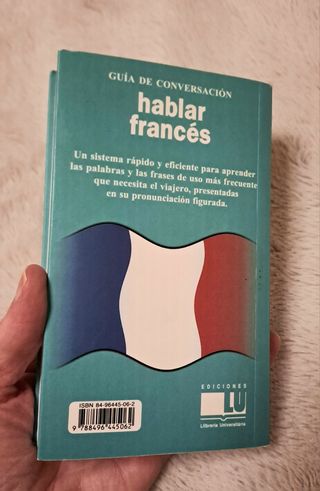 GUÍA DE CONVERSACIÓN
hablar
francés
Un sistema rápido y eficiente para aprender
las palabras y las frases de uso más frecuente
que necesita el viajero, presentadas
en su pronunciación figurada.
ISBN 84-96445-06-2
9 788496 445062
EDICIONES
LU
Llibreria Universitària